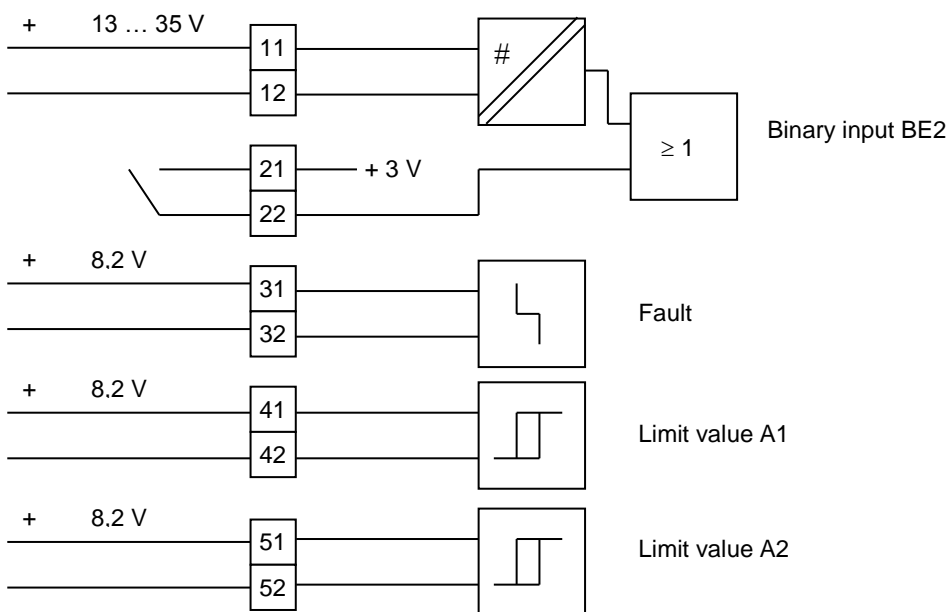 + 13 … 35 V
11
#
12
Binary input BE2
≥ 1
21 + 3 V
22
+ 8,2 V
31
Fault
32
+ 8,2 V
41
Limit value A1
42
+ 8,2 V
51
Limit value A2
52